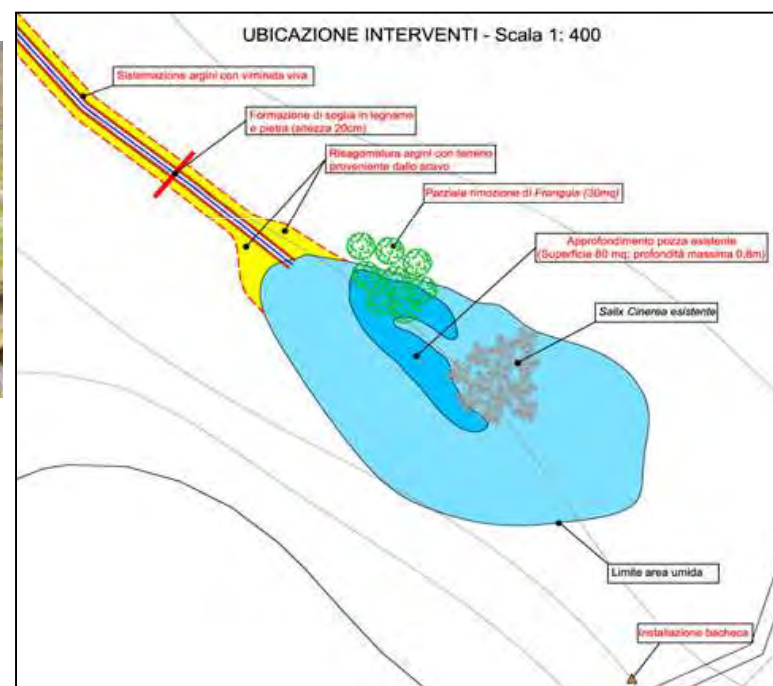 UBICAZIONE INTERVENTI - Scala 1: 400
Sistemazione argini con viminata viva
Formazione di soglia in legname
e pietra (altezza 20cm)
Risagomatura argini con terreno
proveniente dallo scavo
Parziale rimozione di Frangula (30mq)
Approfondimento pozza esistente
(Superficie 80 mq; profondità massima 0,8m)
Salix Cinerea esistente
Limite area umida
Installazione bacheca